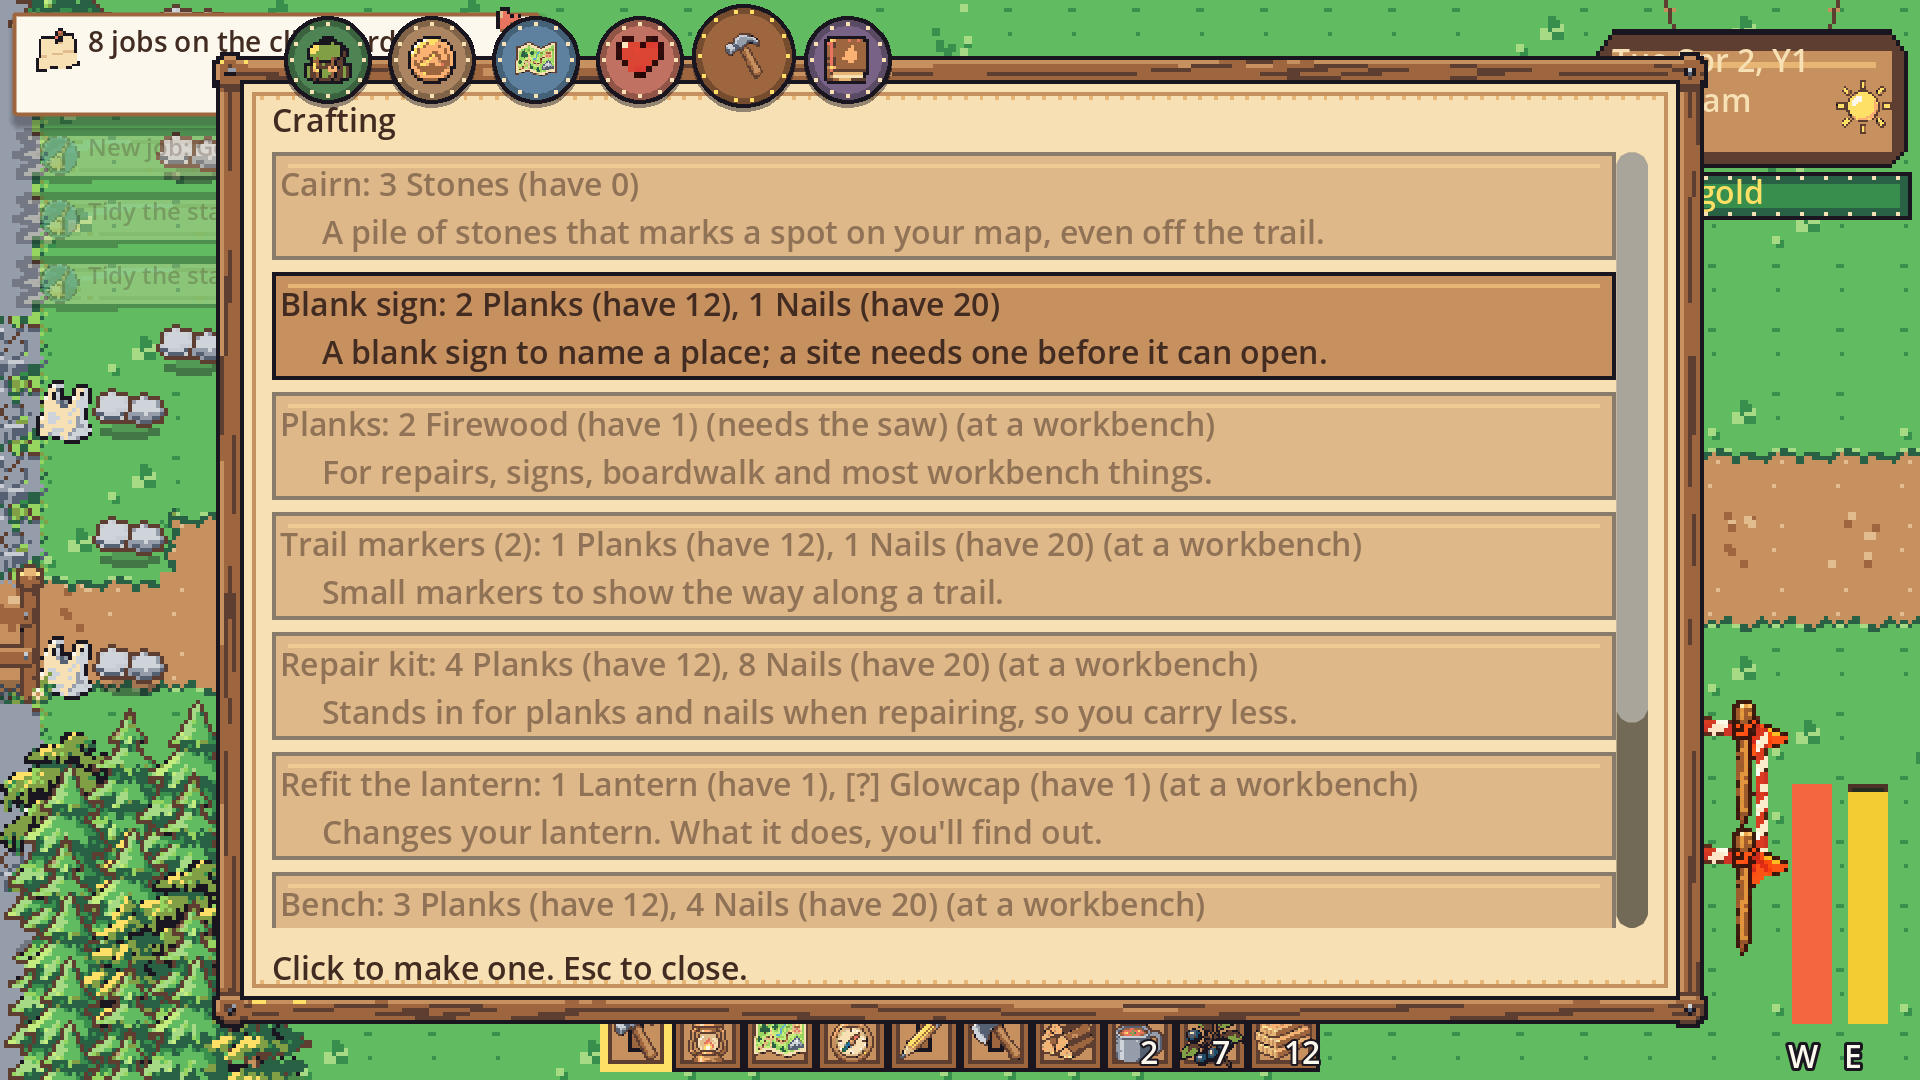 8 jobs on the cl rd
Tue Apr 2, Y1
am
gold
New job: G
Tidy the sta
Tidy the sta
Crafting
Cairn: 3 Stones (have 0)
A pile of stones that marks a spot on your map, even off the trail.
Blank sign: 2 Planks (have 12), 1 Nails (have 20)
A blank sign to name a place; a site needs one before it can open.
Planks: 2 Firewood (have 1) (needs the saw) (at a workbench)
For repairs, signs, boardwalk and most workbench things.
Trail markers (2): 1 Planks (have 12), 1 Nails (have 20) (at a workbench)
Small markers to show the way along a trail.
Repair kit: 4 Planks (have 12), 8 Nails (have 20) (at a workbench)
Stands in for planks and nails when repairing, so you carry less.
Refit the lantern: 1 Lantern (have 1), [?] Glowcap (have 1) (at a workbench)
Changes your lantern. What it does, you'll find out.
Bench: 3 Planks (have 12), 4 Nails (have 20) (at a workbench)
Click to make one. Esc to close.
2 7 12
W E